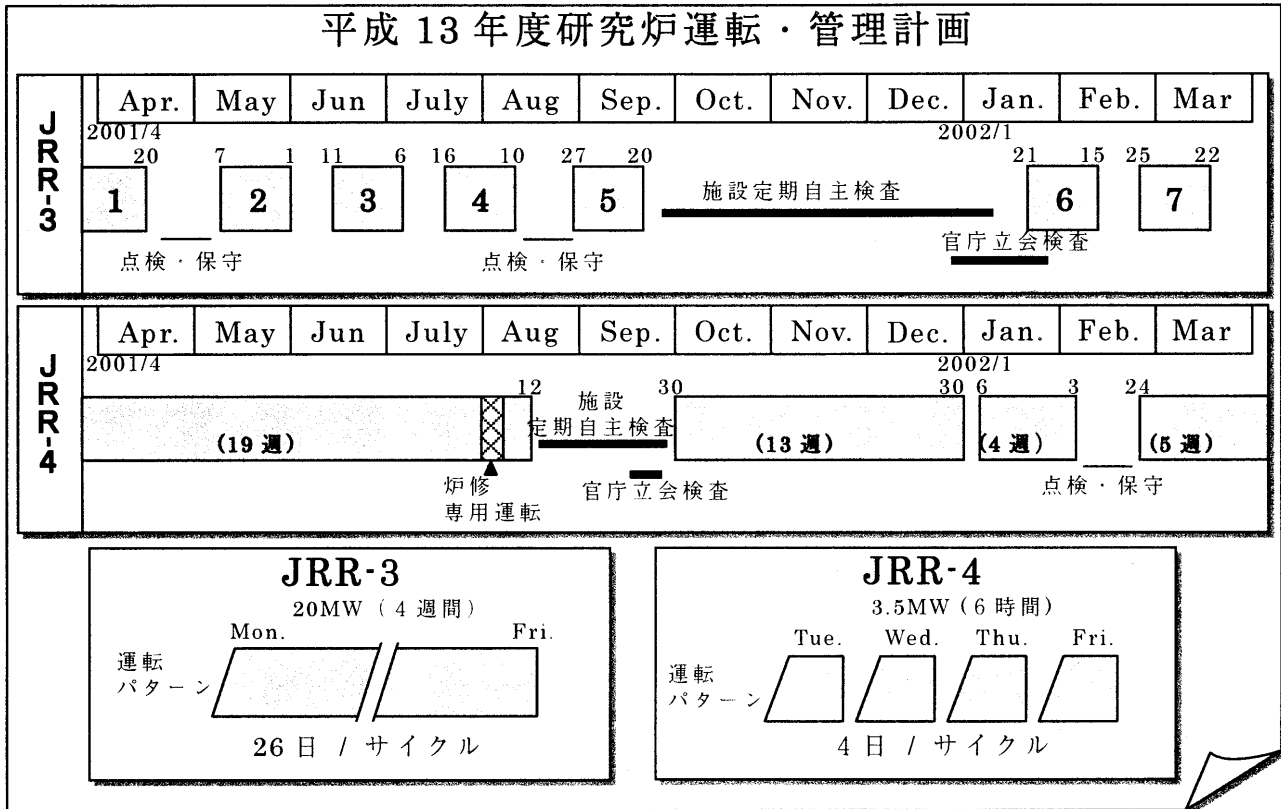 平成 13 年度研究炉運転・管理計画
JRR-3
Apr. May Jun July Aug Sep. Oct. Nov. Dec. Jan. Feb. Mar
2001/4 2002/1
20 7 1 11 6 16 10 27 20 21 15 25 22
1 2 3 4 5 6 7
施設定期自主検査
官庁立会検査
点検・保守 点検・保守
JRR-4
Apr. May Jun July Aug Sep. Oct. Nov. Dec. Jan. Feb. Mar
2001/4 2002/1
12 30 30 6 3 24
施設
定期自主検査
(19 週) (13 週) (4 週) (5 週)
炉修
専用運転
官庁立会検査
点検・保守
JRR-3
20MW (4 週間)
Mon. Fri.
運転
パターン
26 日 / サイクル
JRR-4
3.5MW (6 時間)
Tue. Wed. Thu. Fri.
運転
パターン
4 日 / サイクル